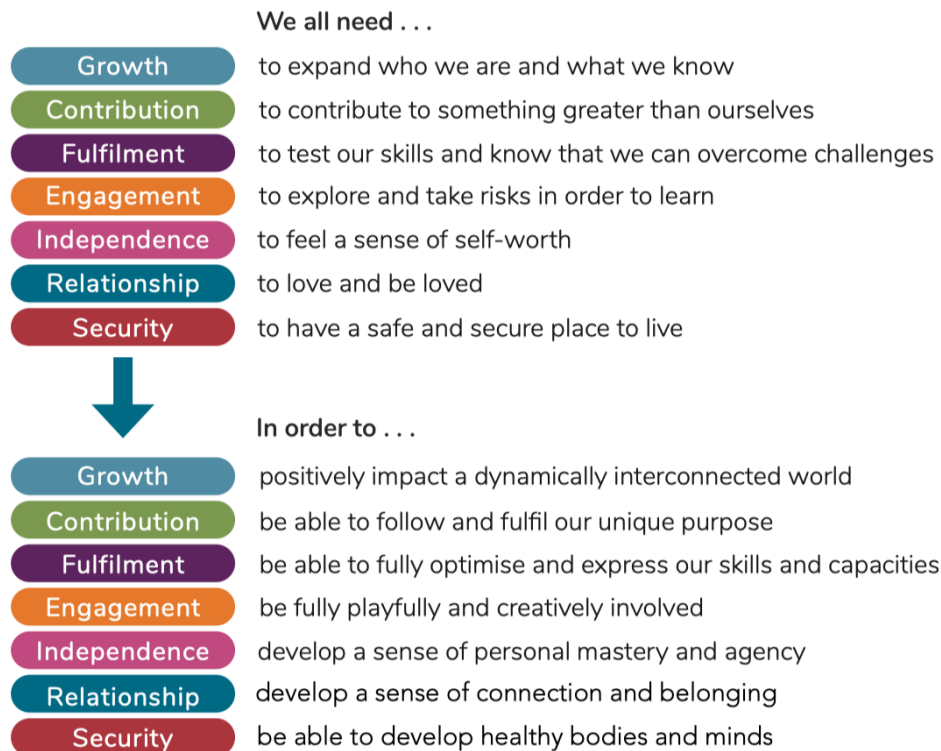 We all need . . .
Growth to expand who we are and what we know
Contribution to contribute to something greater than ourselves
Fulfilment to test our skills and know that we can overcome challenges
Engagement to explore and take risks in order to learn
Independence to feel a sense of self-worth
Relationship to love and be loved
Security to have a safe and secure place to live
In order to . . .
Growth positively impact a dynamically interconnected world
Contribution be able to follow and fulfil our unique purpose
Fulfilment be able to fully optimise and express our skills and capacities
Engagement be fully playfully and creatively involved
Independence develop a sense of personal mastery and agency
Relationship develop a sense of connection and belonging
Security be able to develop healthy bodies and minds